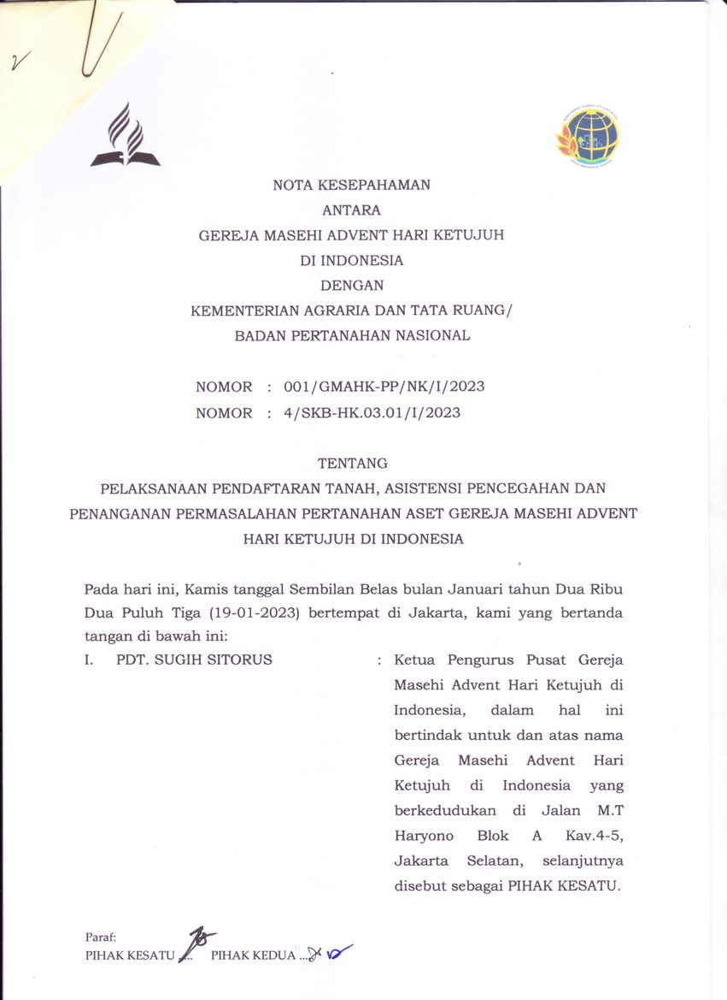 NOTA KESEPAHAMAN
ANTARA
GEREJA MASEHI ADVENT HARI KETUJUH
DI INDONESIA
DENGAN
KEMENTERIAN AGRARIA DAN TATA RUANG/
BADAN PERTANAHAN NASIONAL
NOMOR : 001/GMAHK-PP/NK/I/2023
NOMOR : 4/SKB-HK.03.01/I/2023
TENTANG
PELAKSANAAN PENDAFTARAN TANAH, ASISTENSI PENCEGAHAN DAN
PENANGANAN PERMASALAHAN PERTANAHAN ASET GEREJA MASEHI ADVENT
HARI KETUJUH DI INDONESIA
Pada hari ini, Kamis tanggal Sembilan Belas bulan Januari tahun Dua Ribu
Dua Puluh Tiga (19-01-2023) bertempat di Jakarta, kami yang bertanda
tangan di bawah ini:
I. PDT. SUGIH SITORUS : Ketua Pengurus Pusat Gereja
Masehi Advent Hari Ketujuh di
Indonesia, dalam hal ini
bertindak untuk dan atas nama
Gereja Masehi Advent Hari
Ketujuh di Indonesia yang
berkedudukan di Jalan M.T
Haryono Blok A Kav.4-5,
Jakarta Selatan, selanjutnya
disebut sebagai PIHAK KESATU.
Paraf:
PIHAK KESATU .... PIHAK KEDUA ...